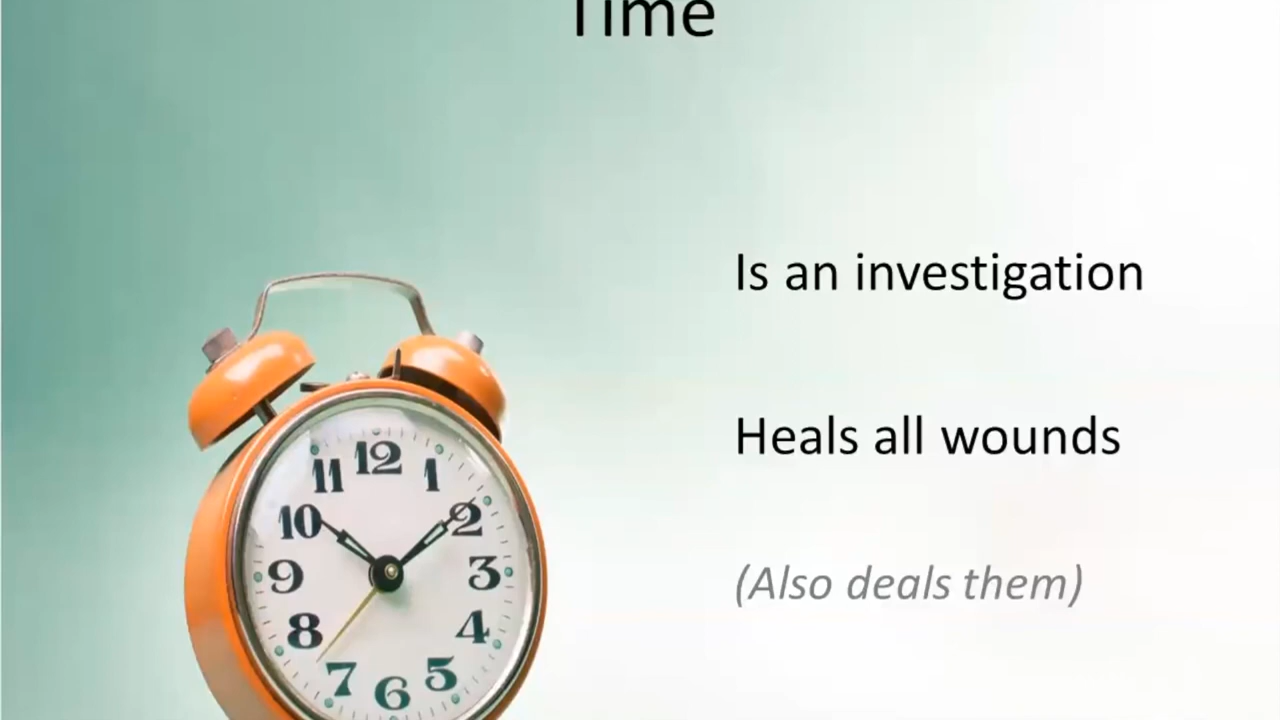 Time
Is an investigation
Heals all wounds
(Also deals them)
11 12 1
10 2
9 3
8 4
7 6 5